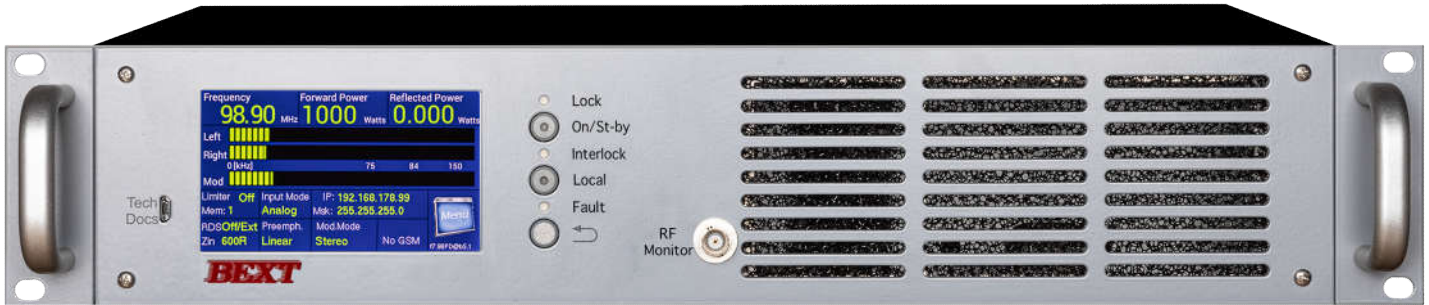 Frequency Forward Power Reflected Power
98.90 MHz 1000 Watts 0.000 Watts
Left
Right
0 [kHz] 75 84 150
Mod
Limiter Off Input Mode IP: 192.168.178.99
Mem: 1 Analog Msk: 255.255.255.0
Menu
RDS Off/Ext Preemph. Mod.Mode
Zin 600R Linear Stereo No GSM
BEXT
Tech
Docs
Lock
On/St-by
Interlock
Local
Fault
RF
Monitor